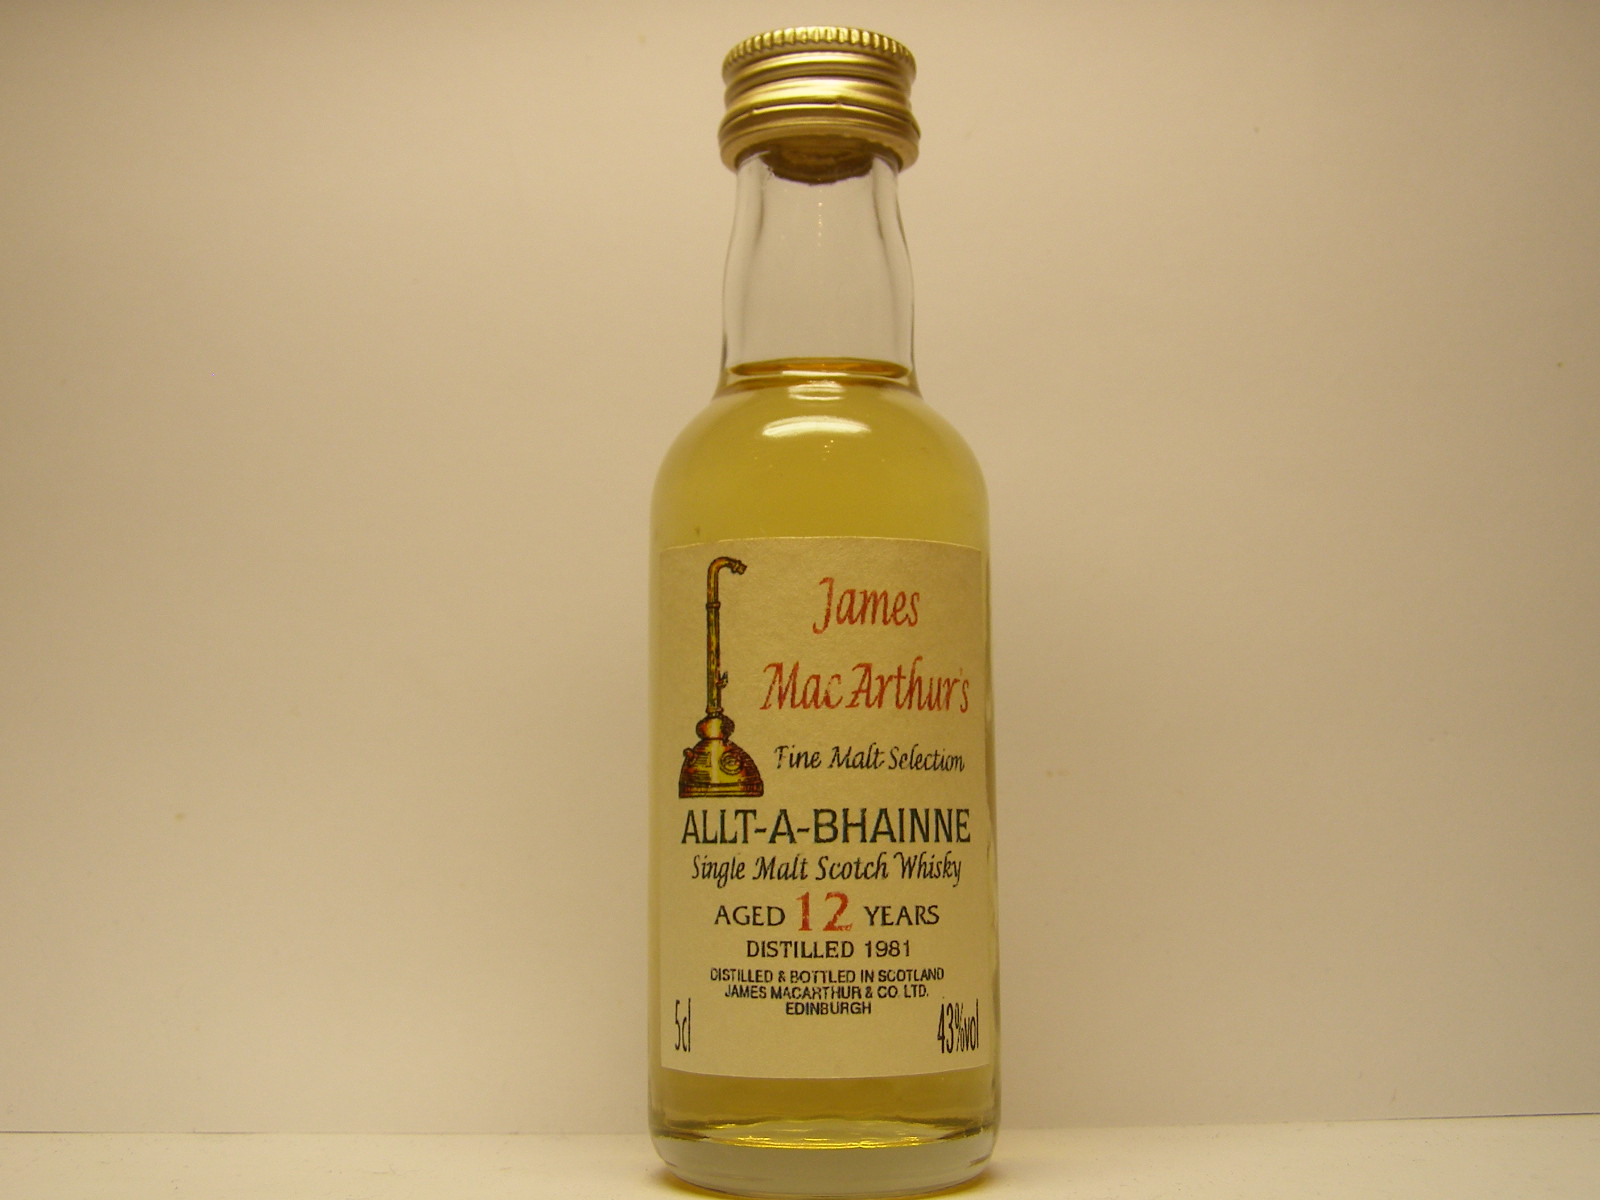 James
MacArthur's
Fine Malt Selection
ALLT-A-BHAINNE
Single Malt Scotch Whisky
AGED 12 YEARS
DISTILLED 1981
DISTILLED & BOTTLED IN SCOTLAND
JAMES MACARTHUR & CO. LTD.
EDINBURGH
5cl 43%vol